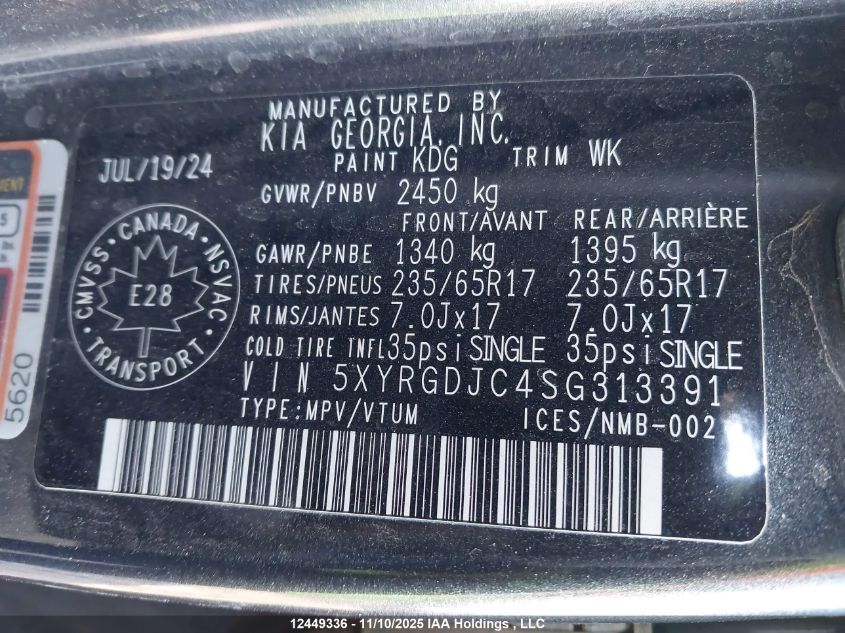 MANUFACTURED BY
KIA GEORGIA, INC.
JUL/19/24
PAINT KDG TRIM WK
GVWR/PNBV 2450 kg
FRONT/AVANT REAR/ARRIÈRE
GAWR/PNBE 1340 kg 1395 kg
TIRES/PNEUS 235/65R17 235/65R17
RIMS/JANTES 7.0Jx17 7.0Jx17
COLD TIRE INFL 35psi SINGLE 35psi SINGLE
VIN 5XYRGDJC4SG313391
TYPE:MPV/VTUM ICES/NMB-002
CANADA
CMVSS · NSVAC
E28
TRANSPORT
5620
12449336 - 11/10/2025 IAA Holdings , LLC